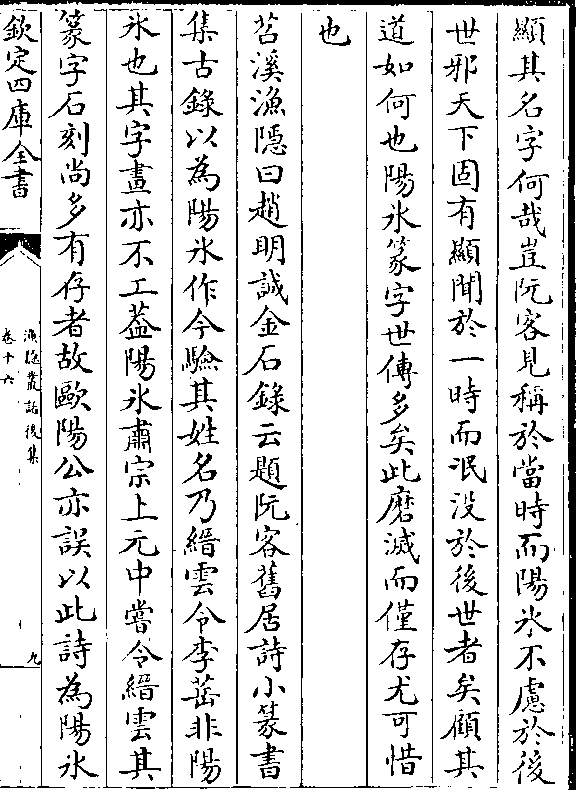 顯其名字何哉豈阮客見稱於當時而陽氷不慮於後
世邪天下固有顯聞於一時而泯没於後世者矣顧其
道如何也陽氷篆字世傳多矣此磨滅而僅存尤可惜
也
苕溪漁隱曰趙明誠金石錄云題阮客舊居詩小篆書
集古錄以為陽氷作今驗其姓名乃縉雲令李蕌非陽
氷也其字畫亦不工葢陽氷肅宗上元中嘗令縉雲其
篆字石刻尚多有存者故歐陽公亦誤以此詩為陽氷
欽定四庫全書
漁隱叢話後集
卷十六
九